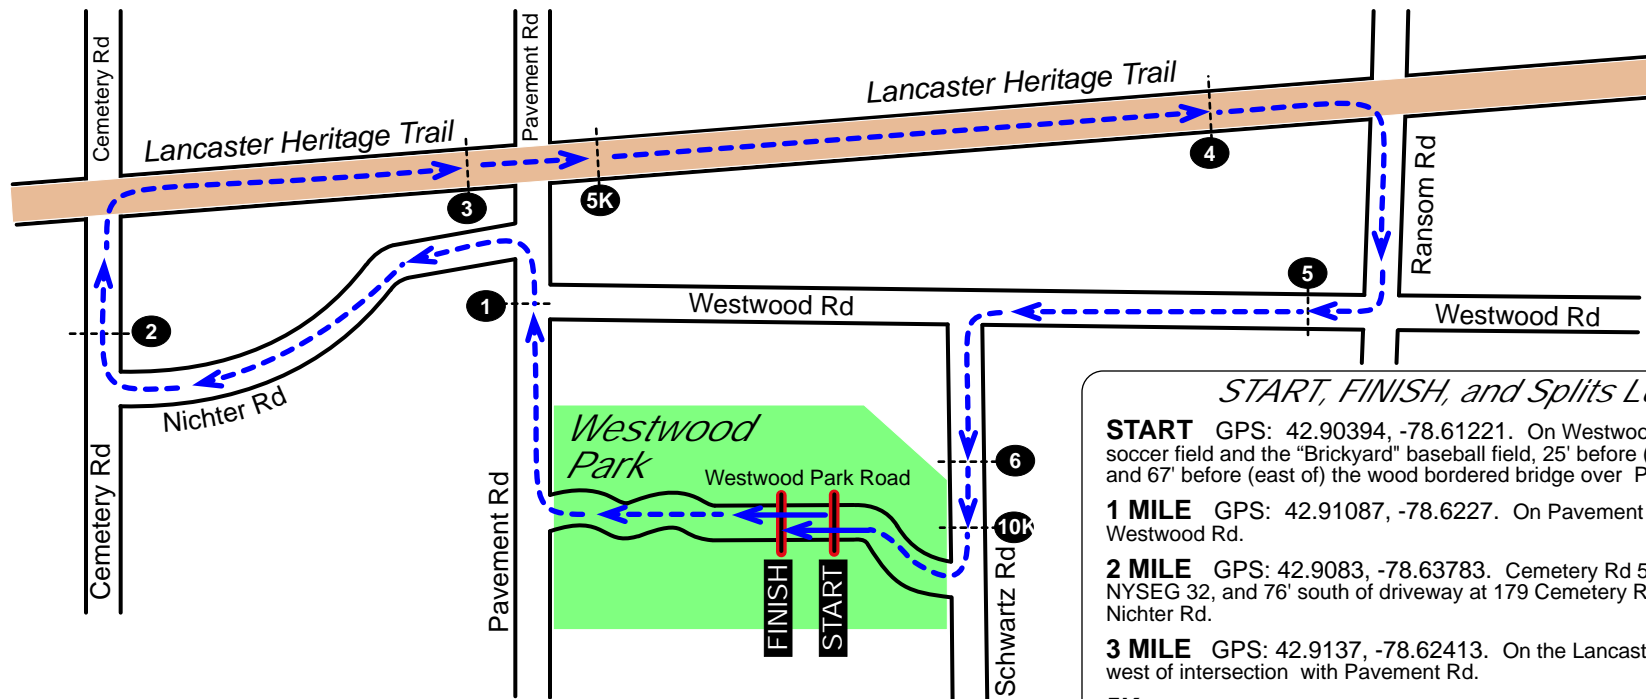 Cemetery Rd
Pavement Rd
Lancaster Heritage Trail
Lancaster Heritage Trail
4
3
5K
Ransom Rd
5
1
Westwood Rd
Westwood Rd
2
Nichter Rd
Westwood
Park
Westwood Park Road
6
10K
Cemetery Rd
Pavement Rd
FINISH
START
Schwartz Rd
START, FINISH, and Splits L
START GPS: 42.90394, -78.61221. On Westwoo
soccer field and the "Brickyard" baseball field, 25' before (
and 67' before (east of) the wood bordered bridge over P
1 MILE GPS: 42.91087, -78.6227. On Pavement
Westwood Rd.
2 MILE GPS: 42.9083, -78.63783. Cemetery Rd 5
NYSEG 32, and 76' south of driveway at 179 Cemetery R
Nichter Rd.
3 MILE GPS: 42.9137, -78.62413. On the Lancast
west of intersection with Pavement Rd.